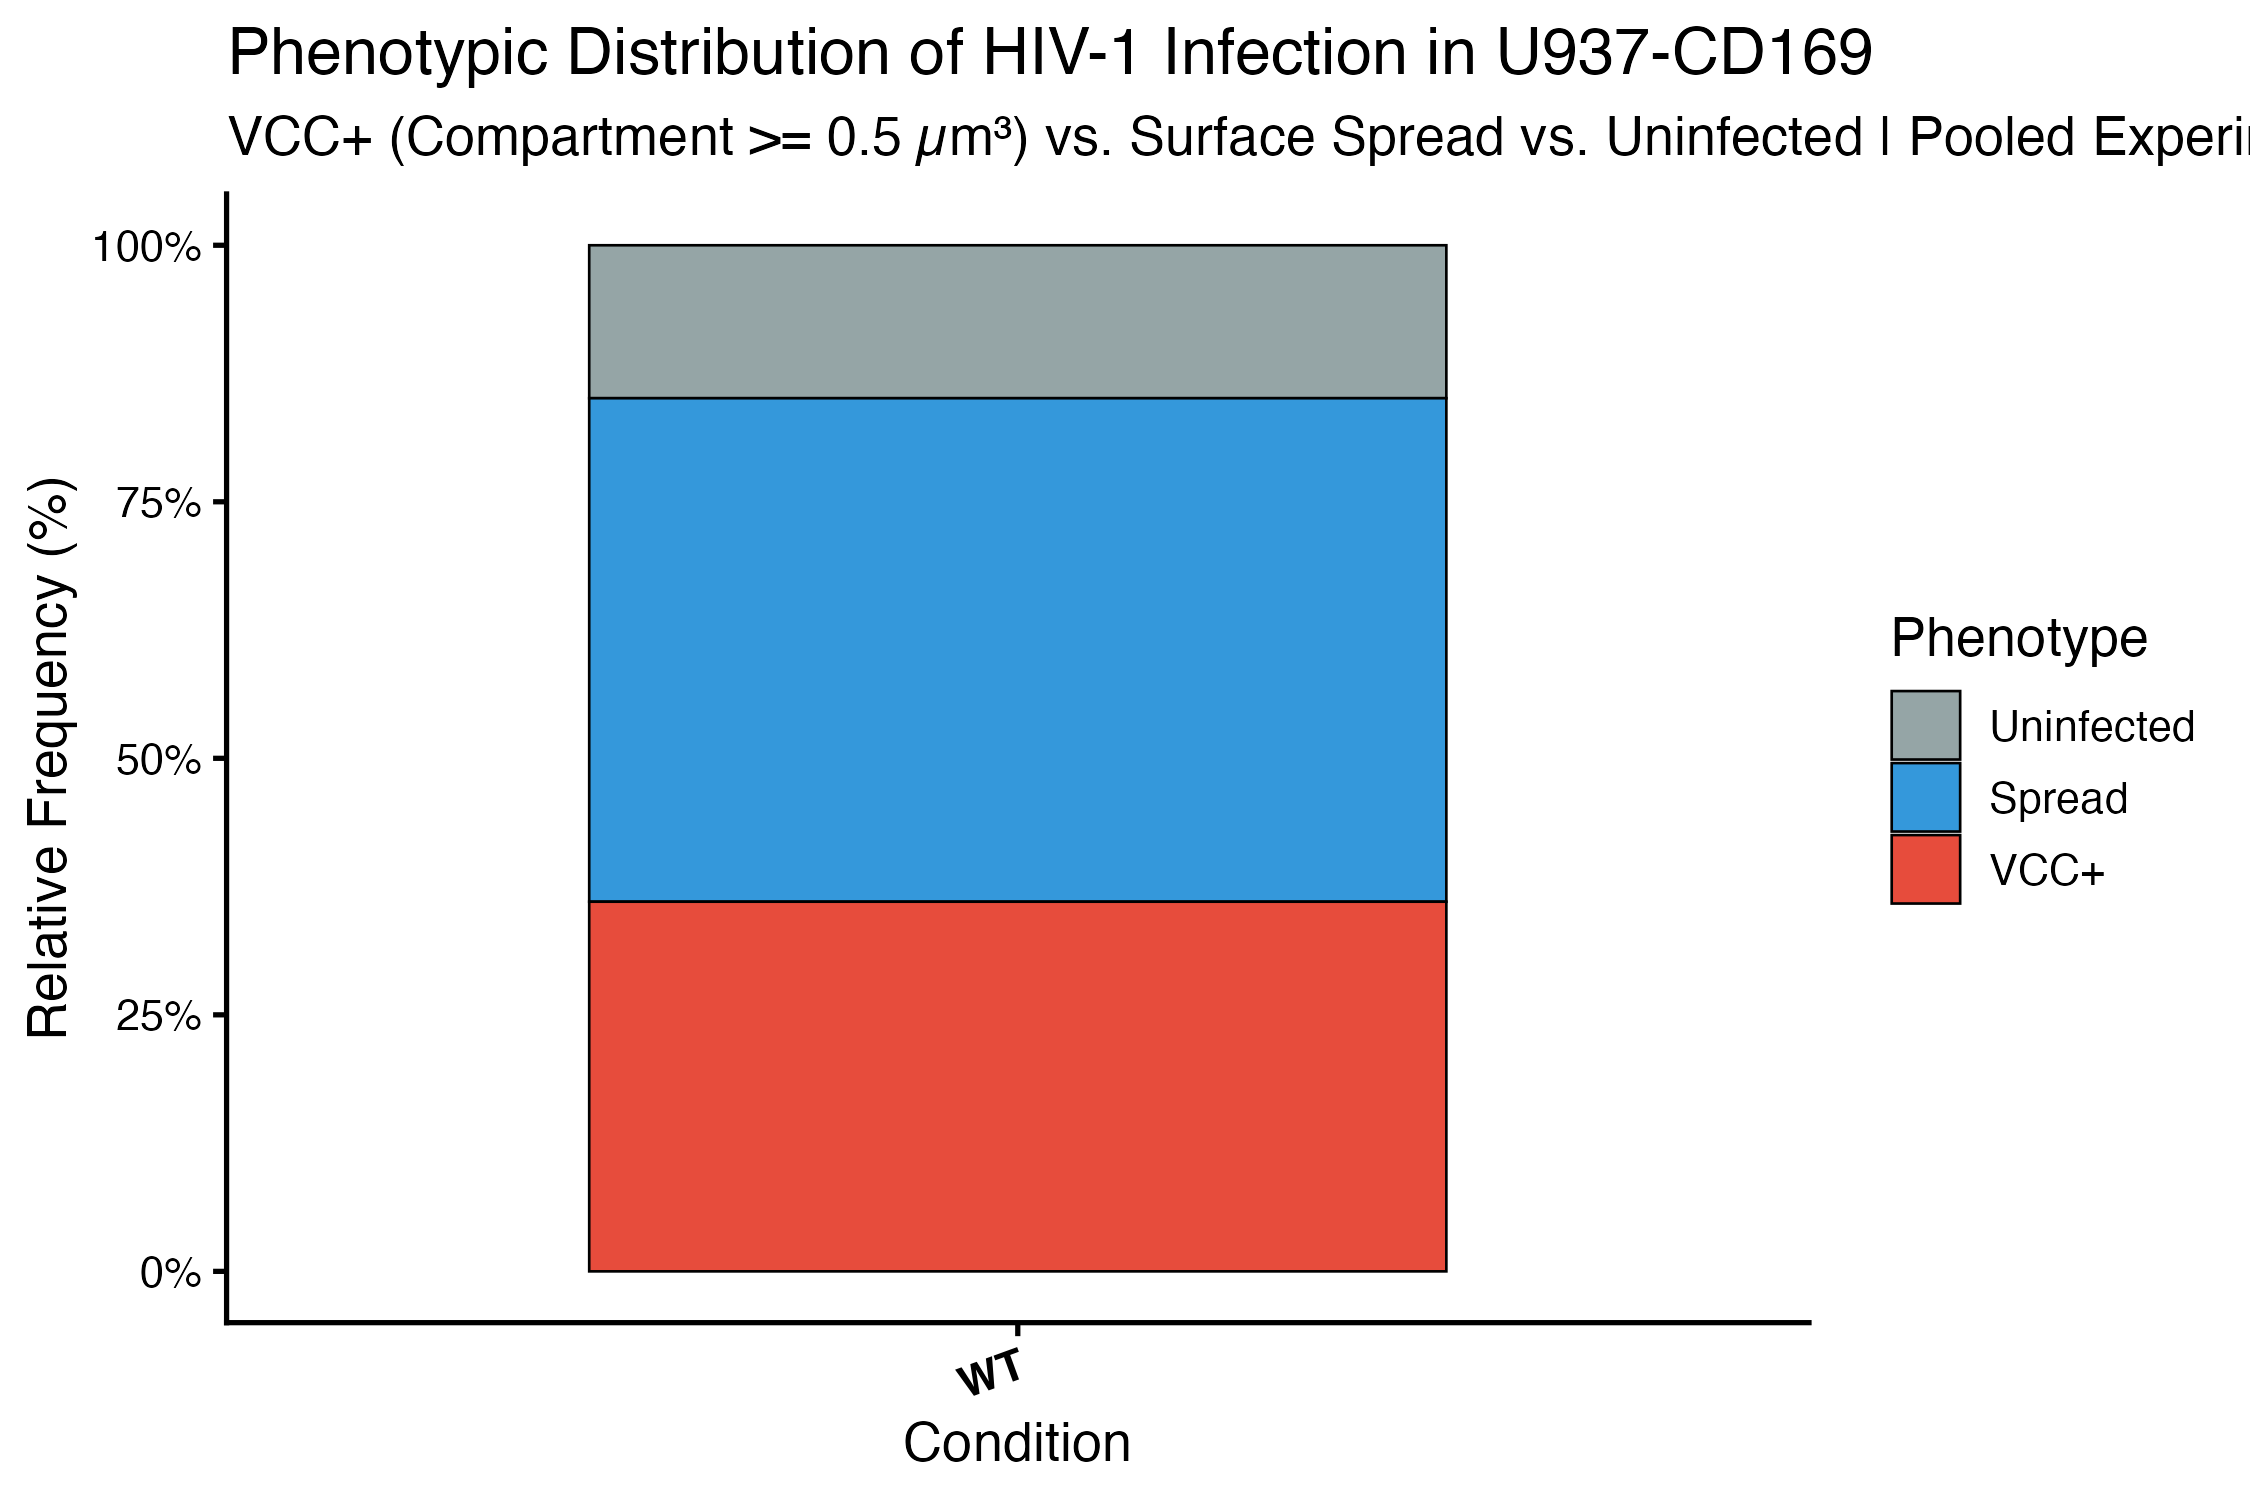 Phenotypic Distribution of HIV-1 Infection in U937-CD169
VCC+ (Compartment >= 0.5 µm³) vs. Surface Spread vs. Uninfected | Pooled
100%
75%
50%
25%
0%
Relative Frequency (%)
WT
Condition
Phenotype
Uninfected
Spread
VCC+